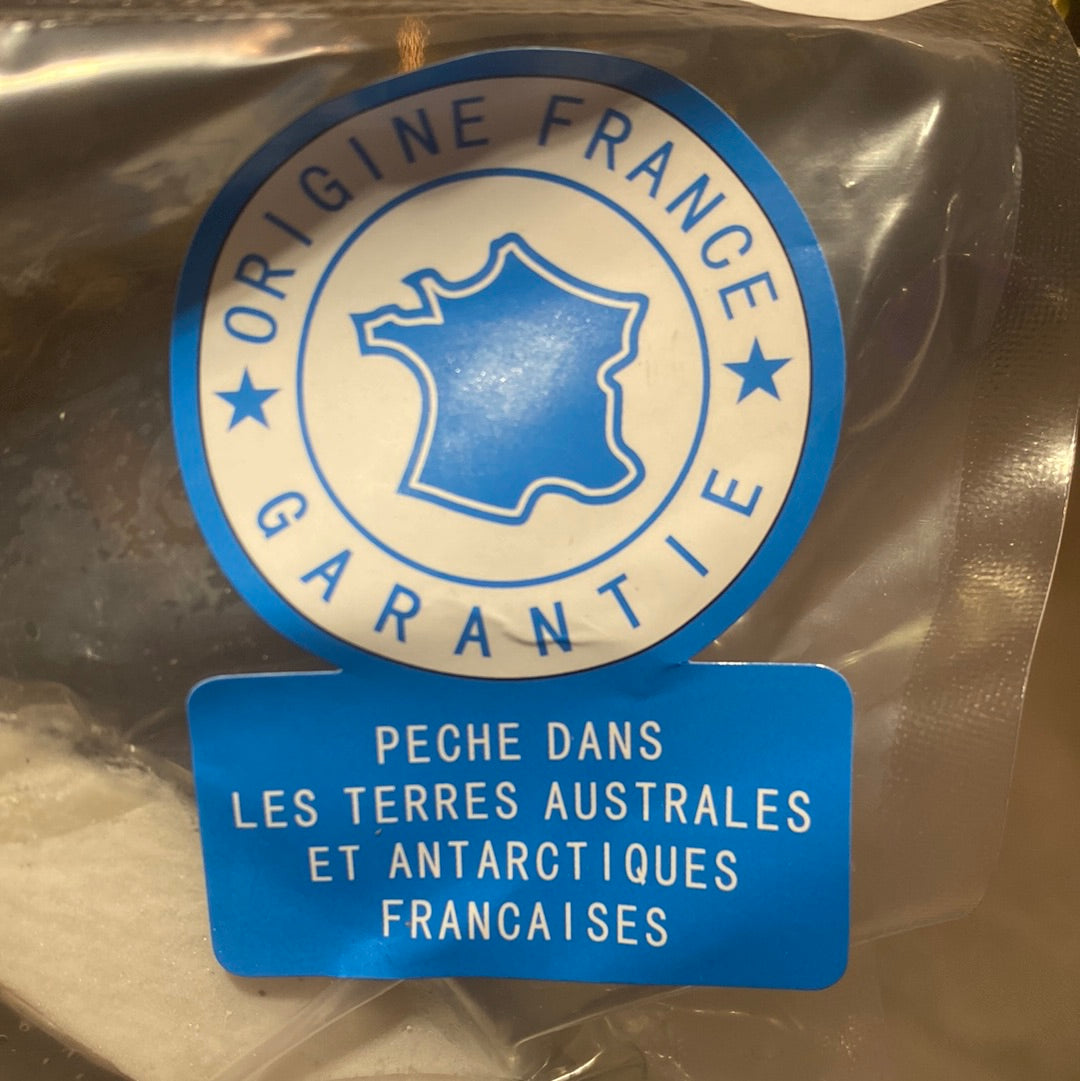 ORIGINE FRANCE
GARANTIE
PECHE DANS
LES TERRES AUSTRALES
ET ANTARCTIQUES
FRANCAISES